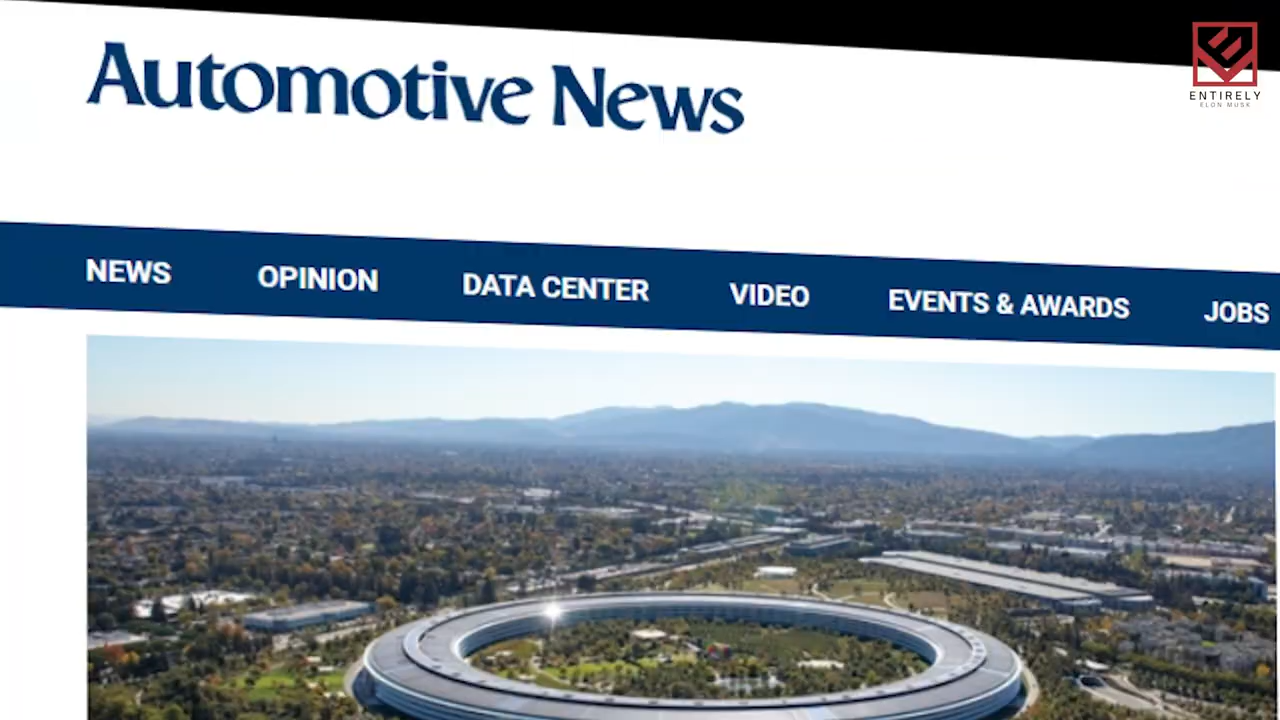 Automotive News
ENTIRELY
ELON MUSK
NEWS OPINION DATA CENTER VIDEO EVENTS & AWARDS JOBS